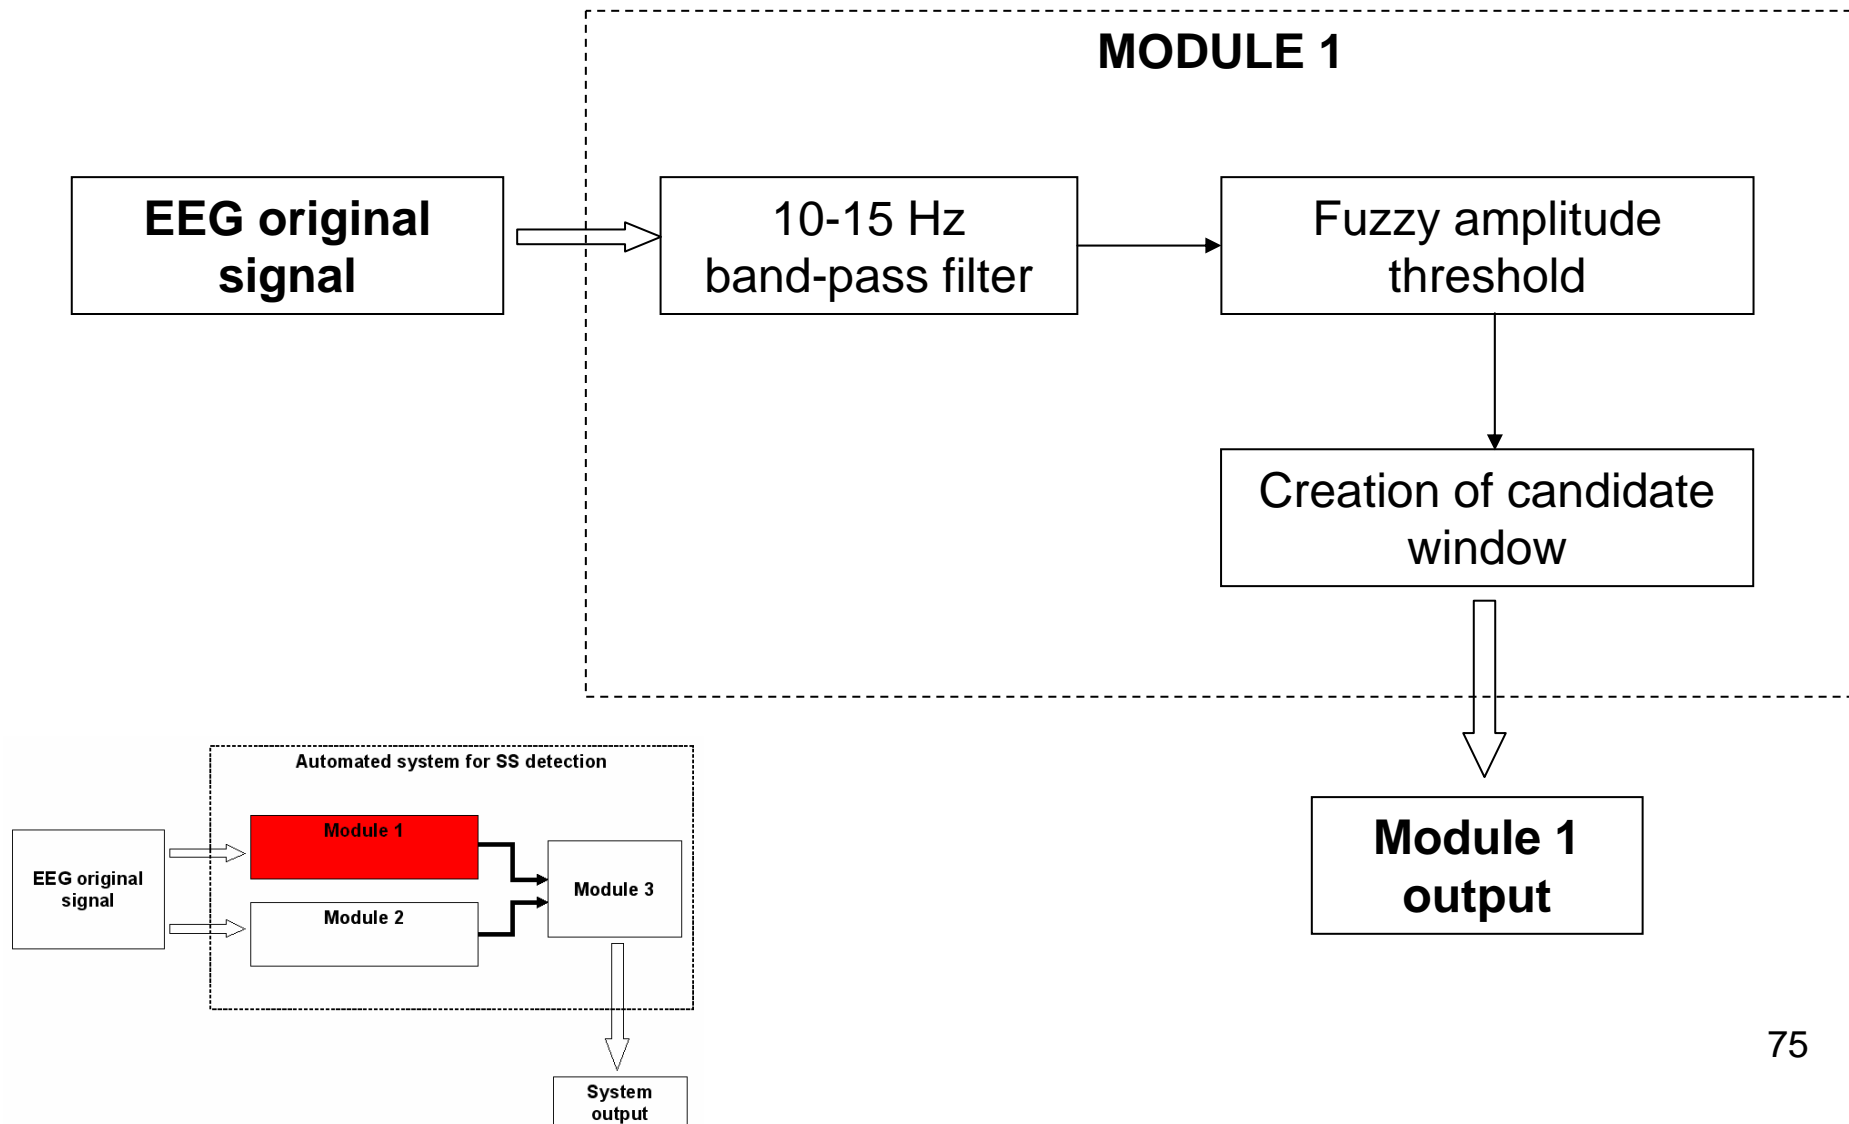 MODULE 1
EEG original
signal
10-15 Hz
band-pass filter
Fuzzy amplitude
threshold
Creation of candidate
window
Module 1
output
Automated system for SS detection
EEG original
signal
Module 1
Module 2
Module 3
System
output
75